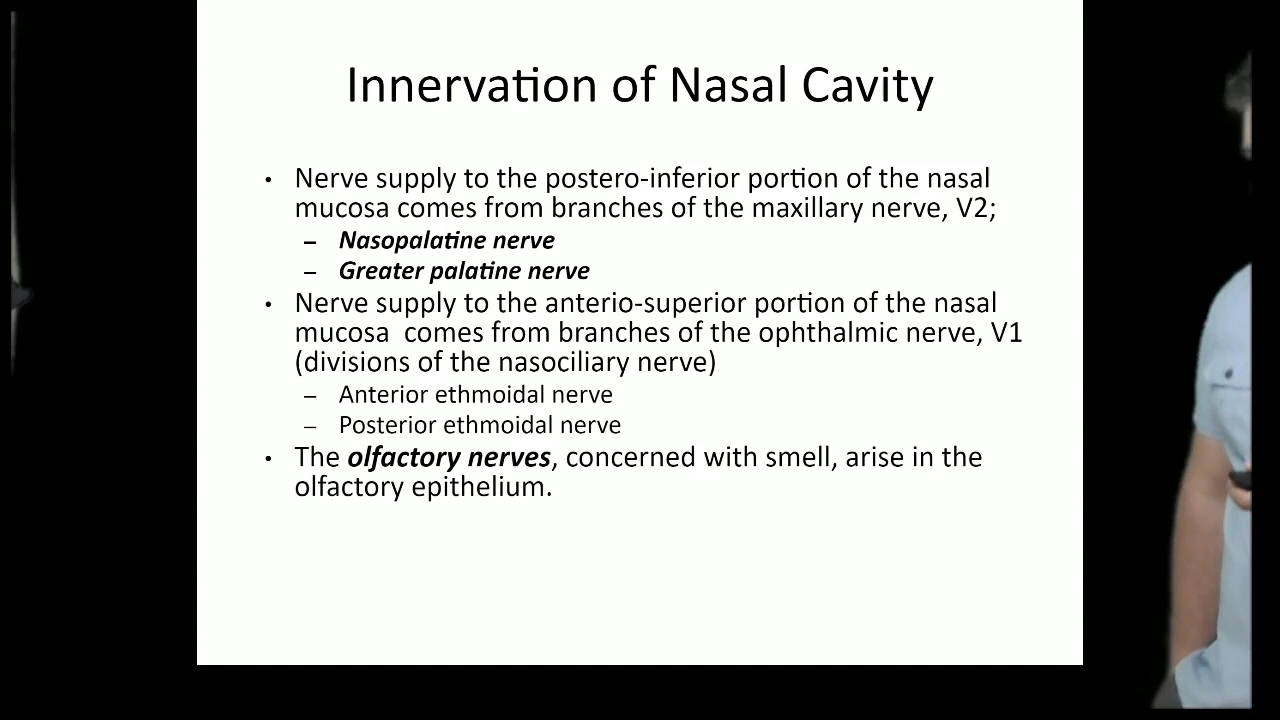 Innervation of Nasal Cavity
• Nerve supply to the postero-inferior portion of the nasal
mucosa comes from branches of the maxillary nerve, V2;
– Nasopalatine nerve
– Greater palatine nerve
• Nerve supply to the anterio-superior portion of the nasal
mucosa  comes from branches of the ophthalmic nerve, V1
(divisions of the nasociliary nerve)
– Anterior ethmoidal nerve
– Posterior ethmoidal nerve
• The olfactory nerves, concerned with smell, arise in the
olfactory epithelium.